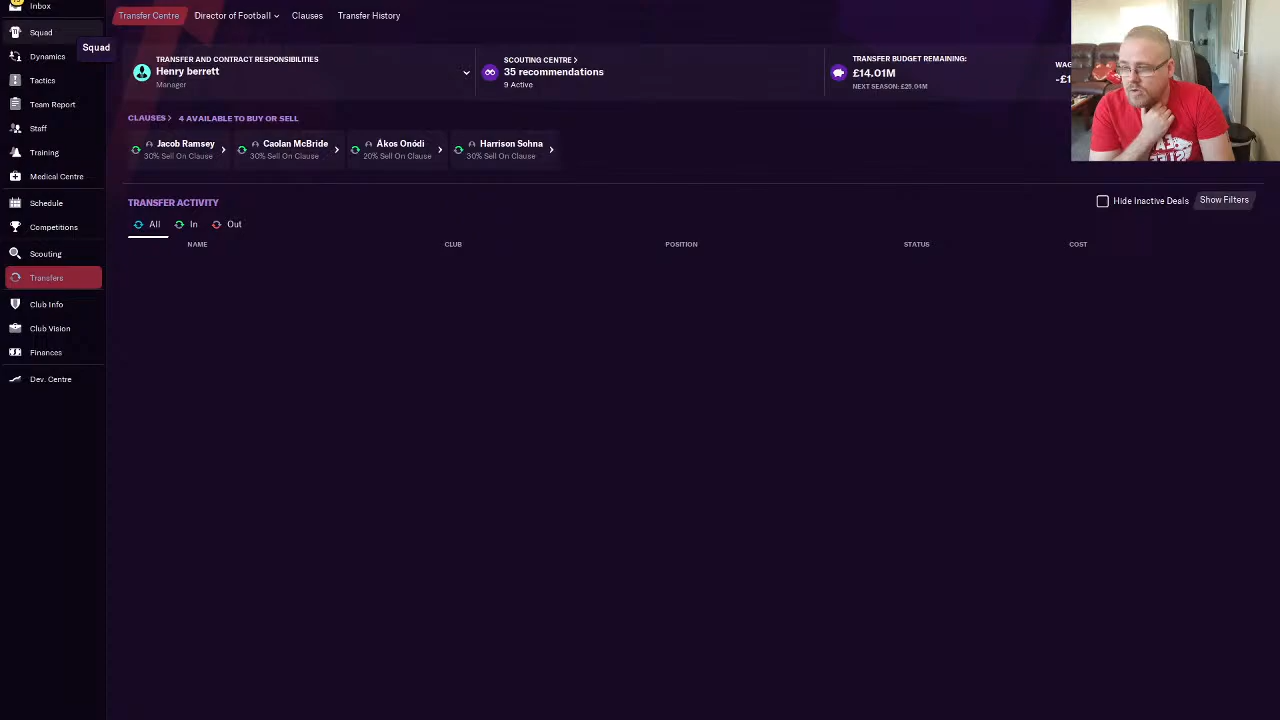 Inbox
Squad
Squad
Dynamics
Tactics
Team Report
Staff
Training
Medical Centre
Schedule
Competitions
Scouting
Transfers
Club Info
Club Vision
Finances
Dev. Centre
Transfer Centre Director of Football Clauses Transfer History
TRANSFER AND CONTRACT RESPONSIBILITIES
Henry berrett
Manager
SCOUTING CENTRE
35 recommendations
9 Active
TRANSFER BUDGET REMAINING:
£14.01M
NEXT SEASON: £25.04M
CLAUSES 4 AVAILABLE TO BUY OR SELL
Jacob Ramsey
30% Sell On Clause
Caolan McBride
30% Sell On Clause
Ákos Onódi
20% Sell On Clause
Harrison Sohna
30% Sell On Clause
TRANSFER ACTIVITY
Hide Inactive Deals Show Filters
All In Out
NAME CLUB POSITION STATUS COST